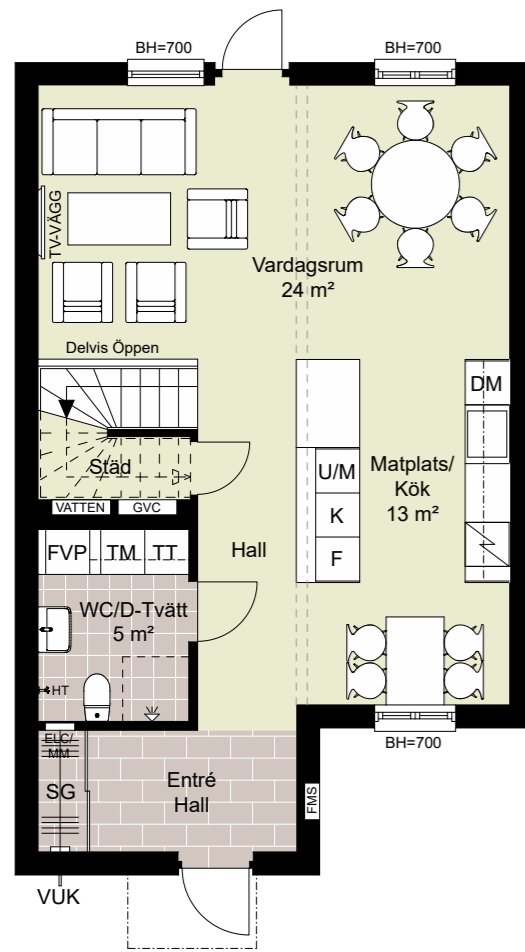 BH=700
BH=700
TV-VÄGG
Vardagsrum
24 m²
Delvis Öppen
DM
Städ
U/M
Matplats/
Kök
13 m²
K
F
VATTEN
GVC
Hall
FVP
TM
TT
WC/D-Tvätt
5 m²
HT
ELC/
MM
BH=700
Entré
Hall
SG
FMS
VUK